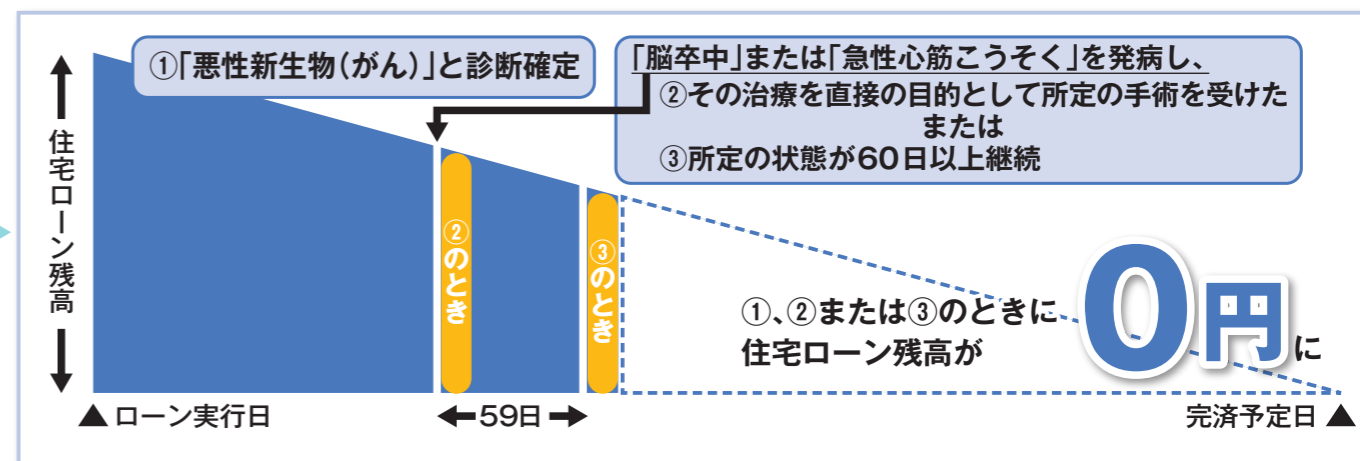 ①「悪性新生物(がん)」と診断確定
「脳卒中」または「急性心筋こうそく」を発病し、
②その治療を直接の目的として所定の手術を受けた
または
③所定の状態が60日以上継続
住宅ローン残高
②のとき
③のとき
①、②または③のときに
住宅ローン残高が
0円に
▲ ローン実行日
59日
完済予定日 ▲